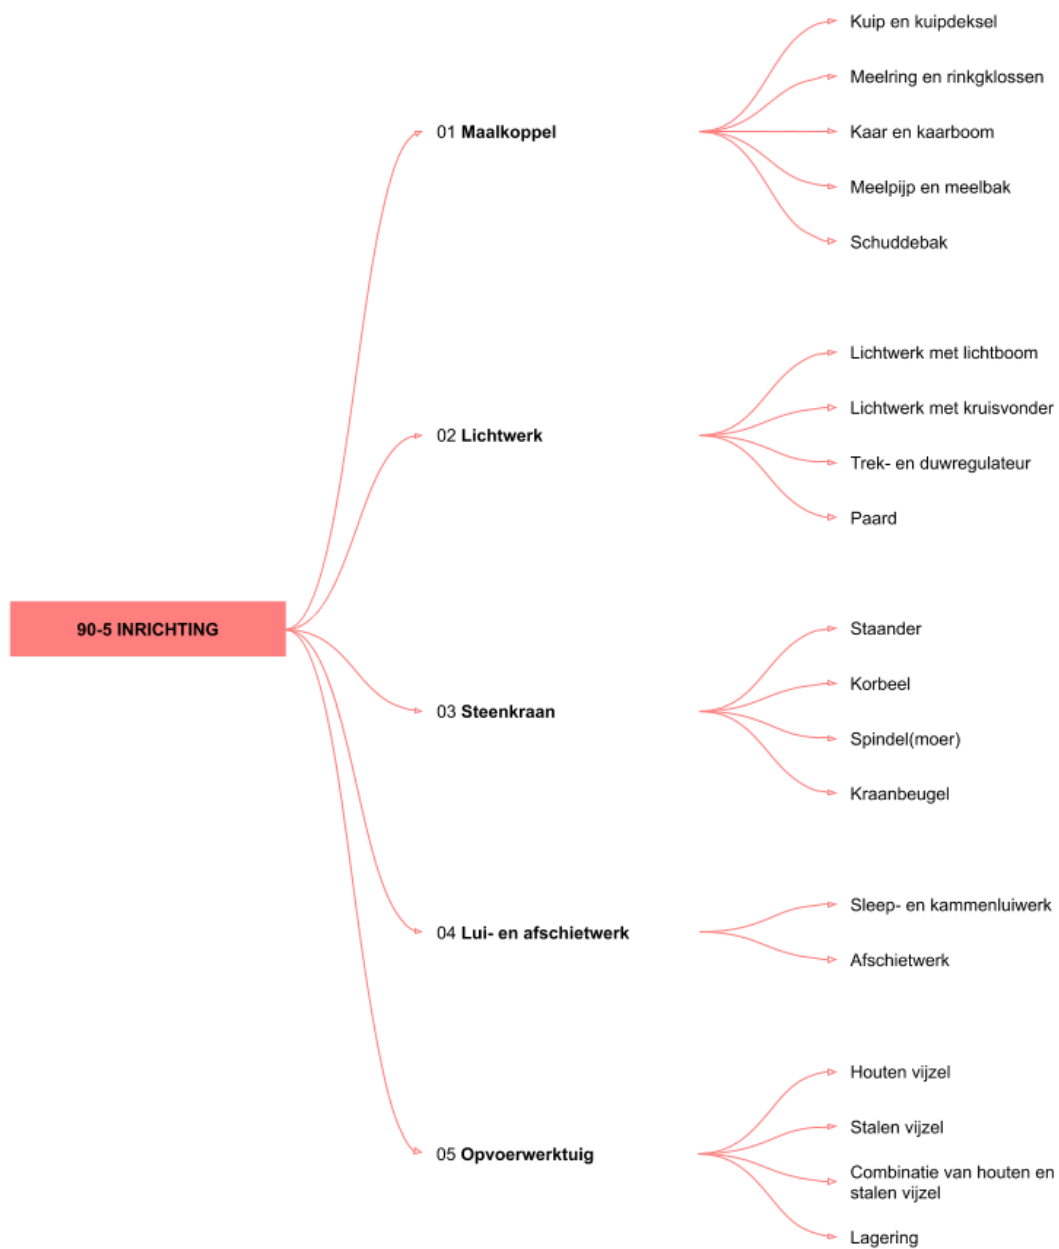 Kuip en kuipdeksel
Meelring en rinkgklossen
01 Maalkoppel
Kaar en kaarboom
Meelpijp en meelbak
Schuddebak
Lichtwerk met lichtboom
Lichtwerk met kruisvonder
02 Lichtwerk
Trek- en duwregulateur
Paard
90-5 INRICHTING
Staander
Korbeel
03 Steenkraan
Spindel(moer)
Kraanbeugel
Sleep- en kammenluiwerk
04 Lui- en afschietwerk
Afschietwerk
Houten vijzel
Stalen vijzel
05 Opvoerwerktuig
Combinatie van houten en
stalen vijzel
Lagering